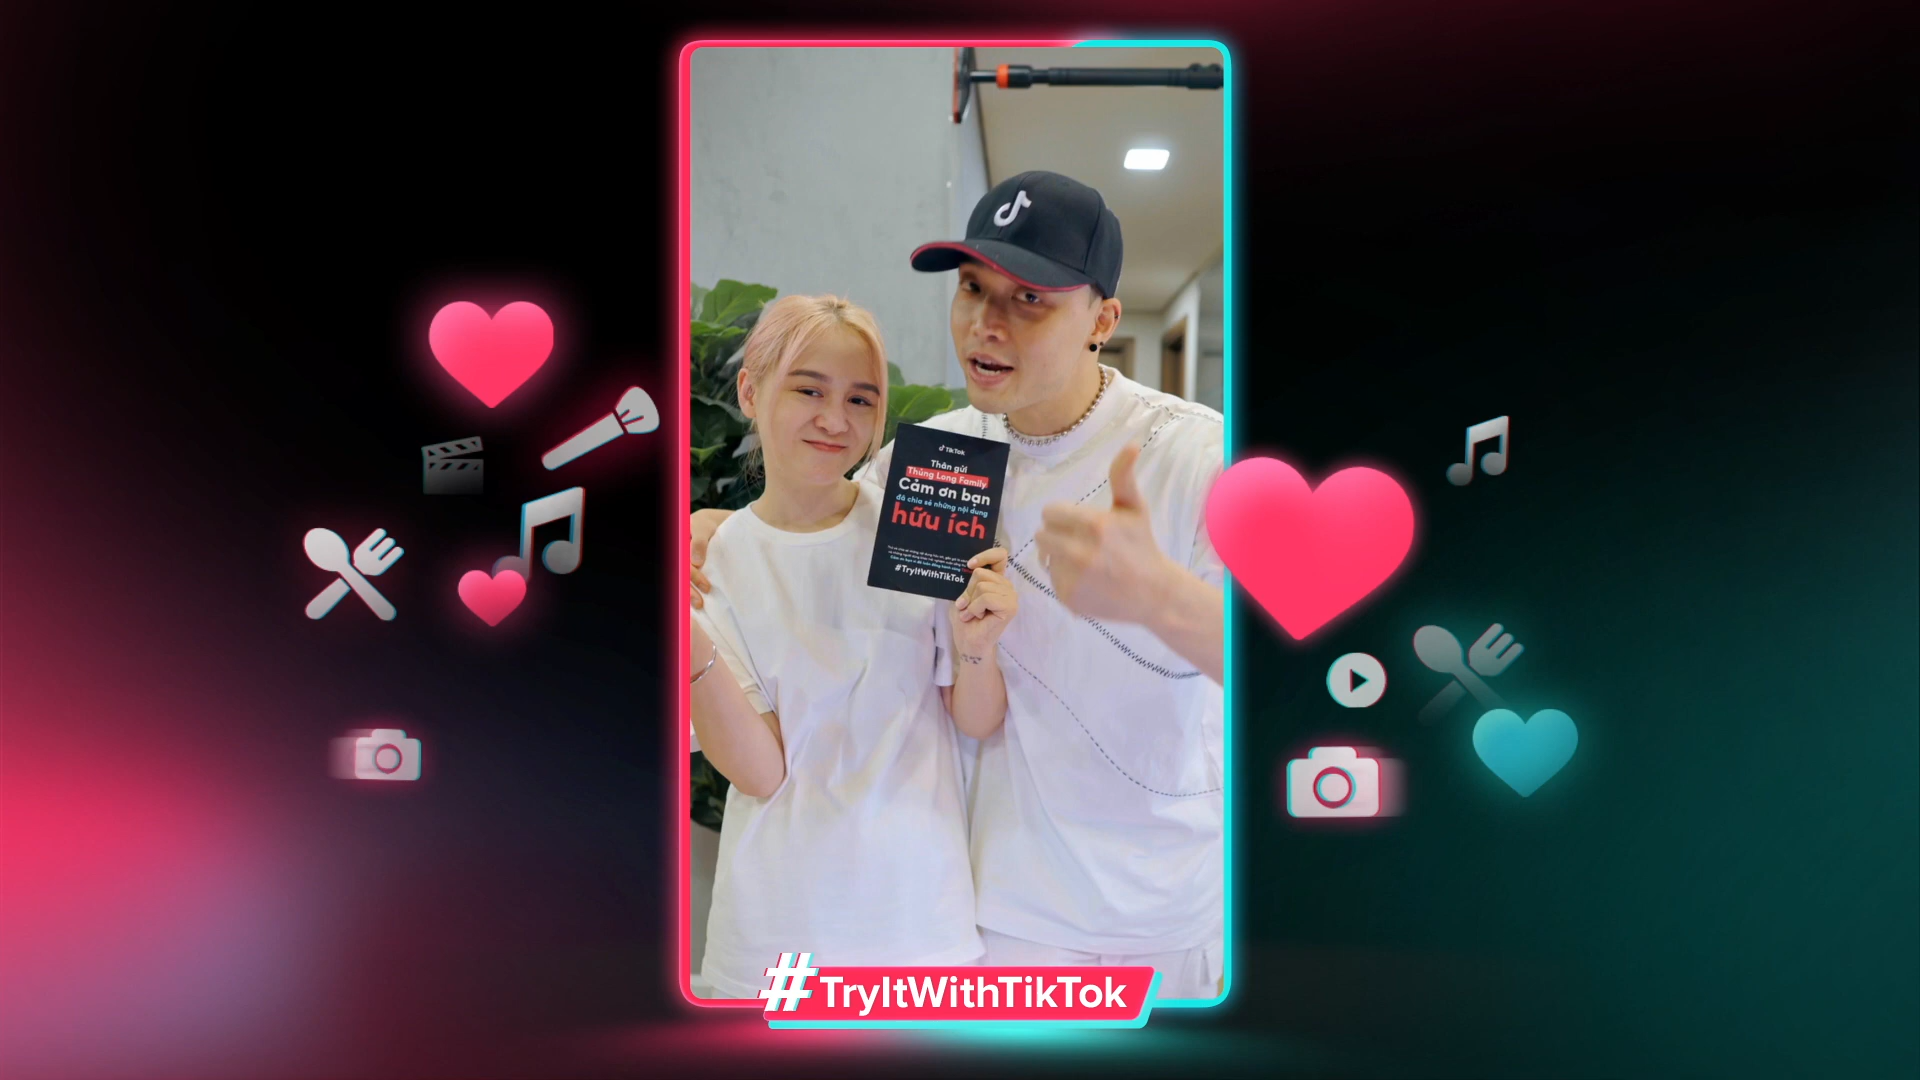 TikTok
Thân gửi
Thùng Long Family
Cảm ơn bạn
đã chia sẻ những nội dung
hữu ích
#TryItWithTikTok
#TryItWithTikTok